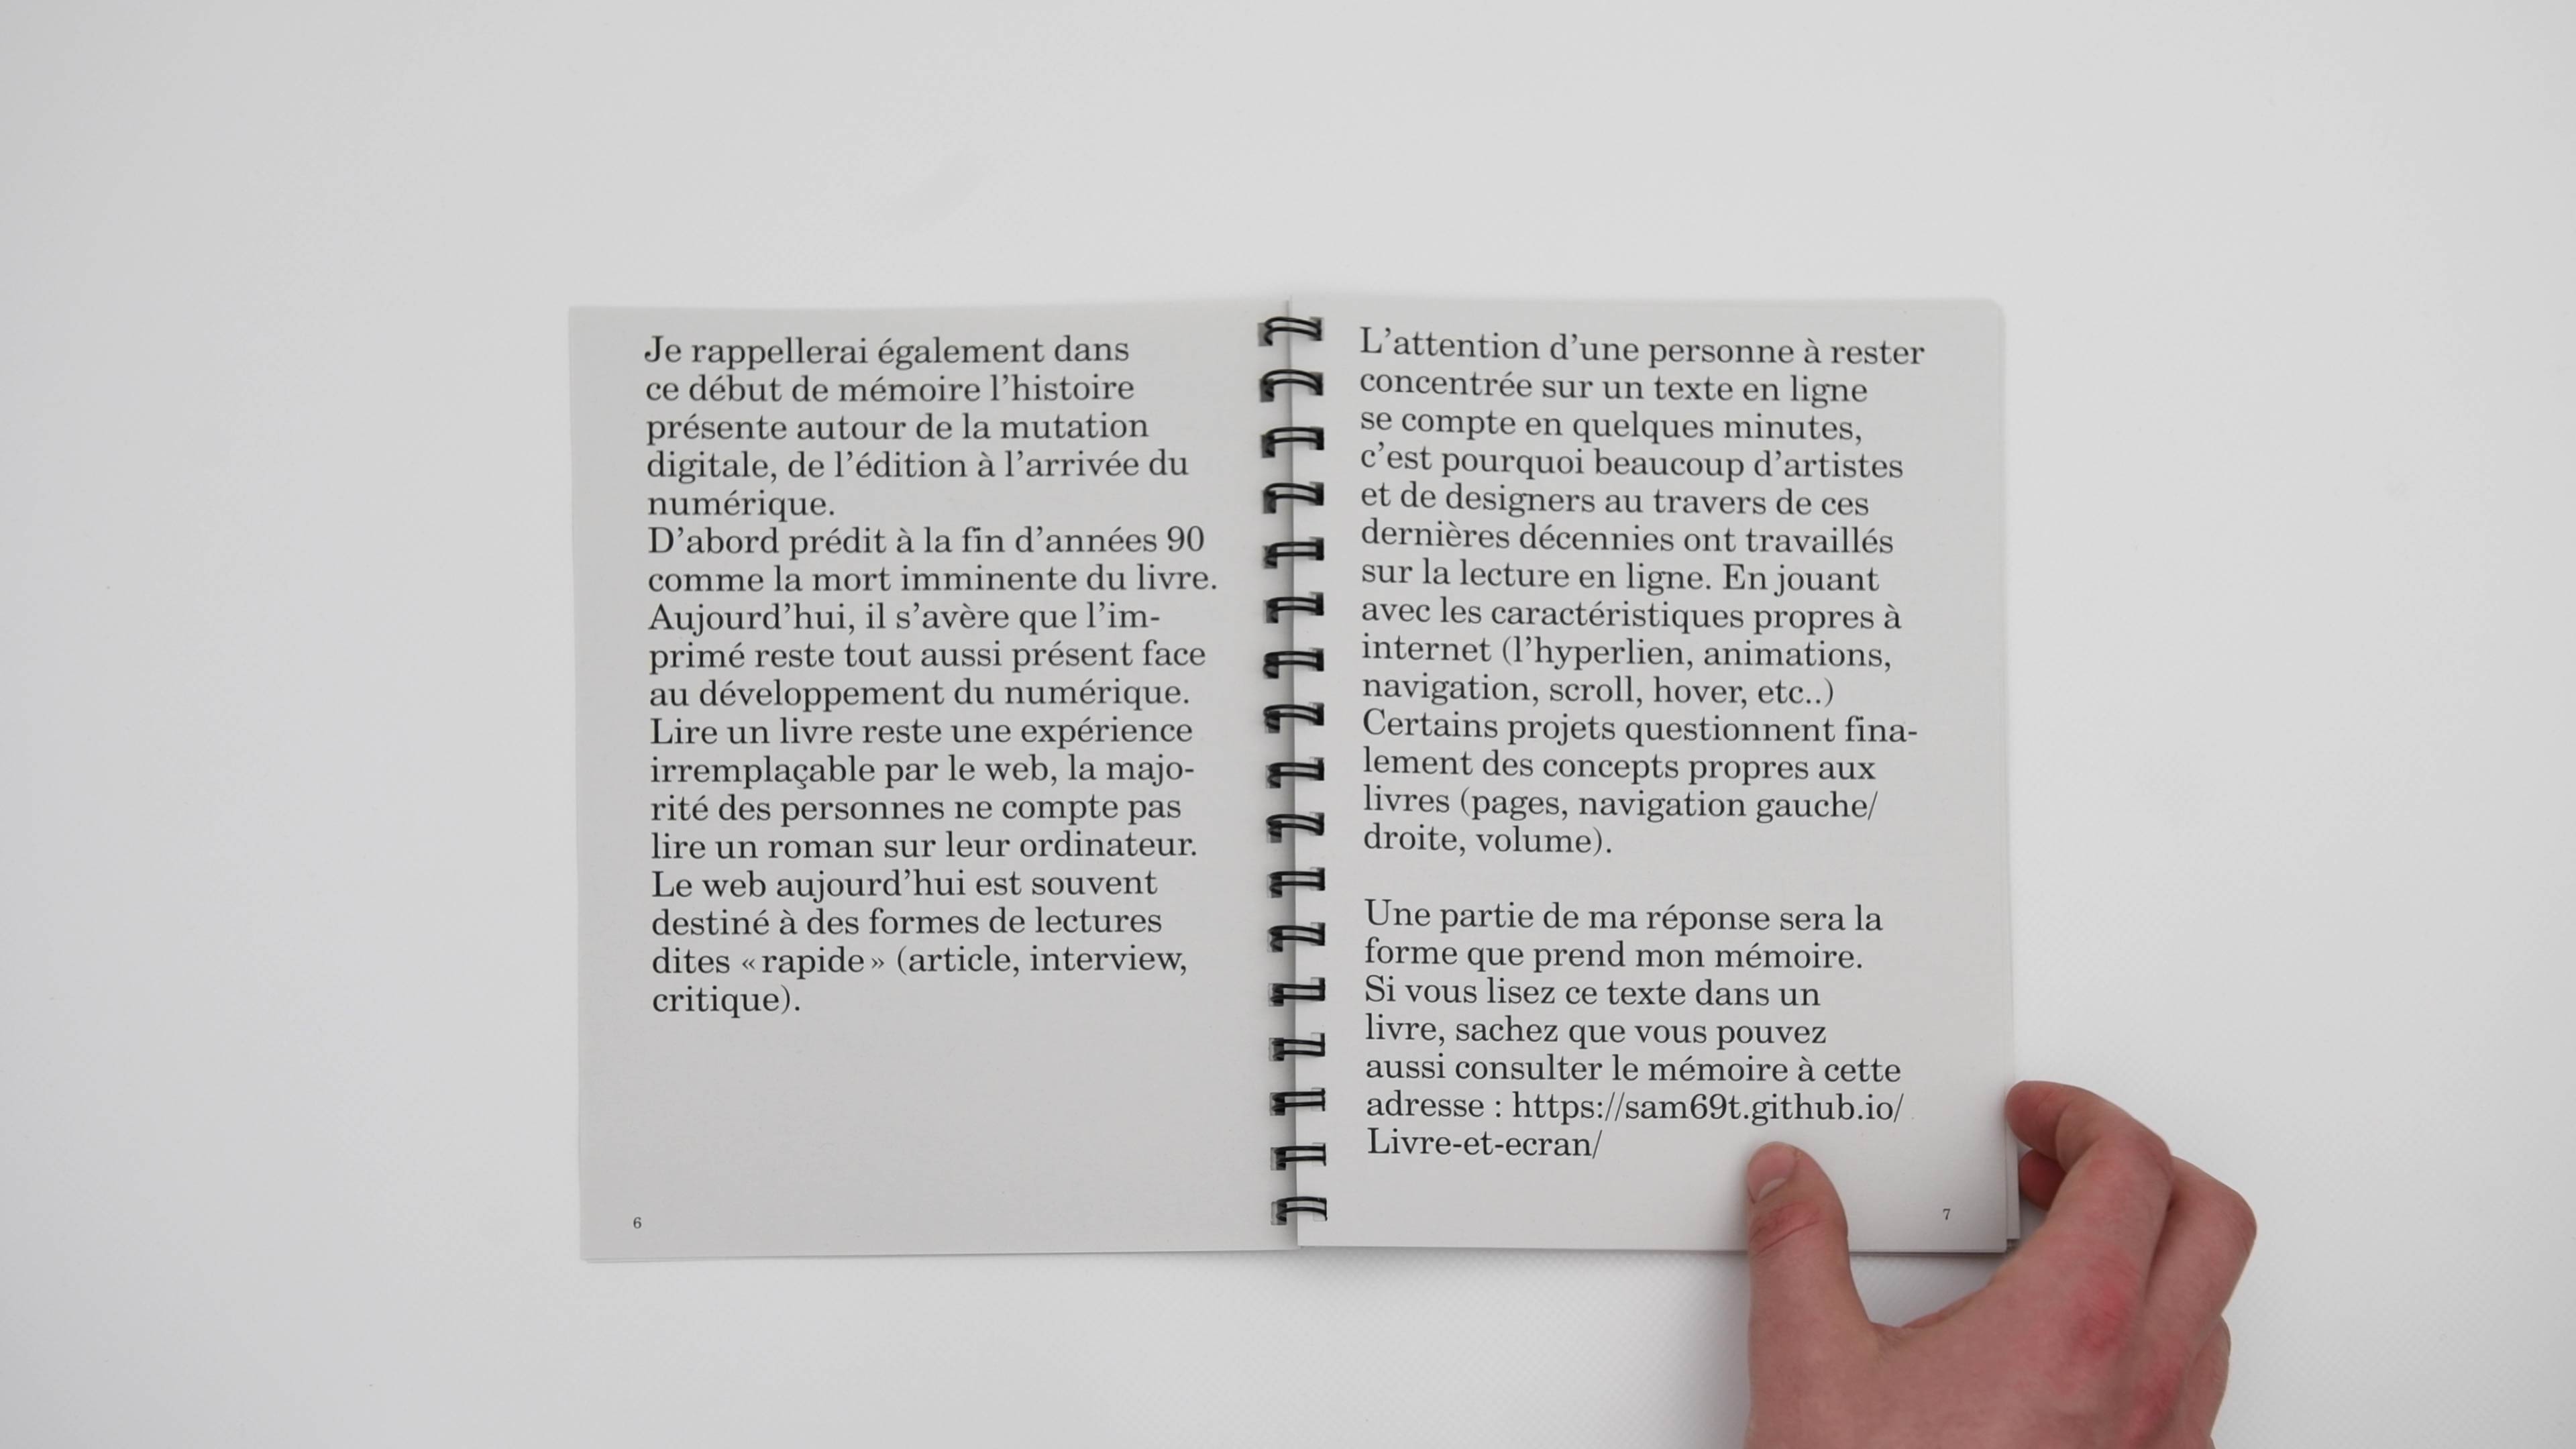 Je rappellerai également dans
ce début de mémoire l’histoire
présente autour de la mutation
digitale, de l’édition à l’arrivée du
numérique.
D’abord prédit à la fin d’années 90
comme la mort imminente du livre.
Aujourd’hui, il s’avère que l’im-
primé reste tout aussi présent face
au développement du numérique.
Lire un livre reste une expérience
irremplaçable par le web, la majo-
rité des personnes ne compte pas
lire un roman sur leur ordinateur.
Le web aujourd’hui est souvent
destiné à des formes de lectures
dites « rapide » (article, interview,
critique).
6
L’attention d’une personne à rester
concentrée sur un texte en ligne
se compte en quelques minutes,
c’est pourquoi beaucoup d’artistes
et de designers au travers de ces
dernières décennies ont travaillés
sur la lecture en ligne. En jouant
avec les caractéristiques propres à
internet (l’hyperlien, animations,
navigation, scroll, hover, etc..)
Certains projets questionnent fina-
lement des concepts propres aux
livres (pages, navigation gauche/
droite, volume).
Une partie de ma réponse sera la
forme que prend mon mémoire.
Si vous lisez ce texte dans un
livre, sachez que vous pouvez
aussi consulter le mémoire à cette
adresse : https://sam69t.github.io/
Livre-et-ecran/
7